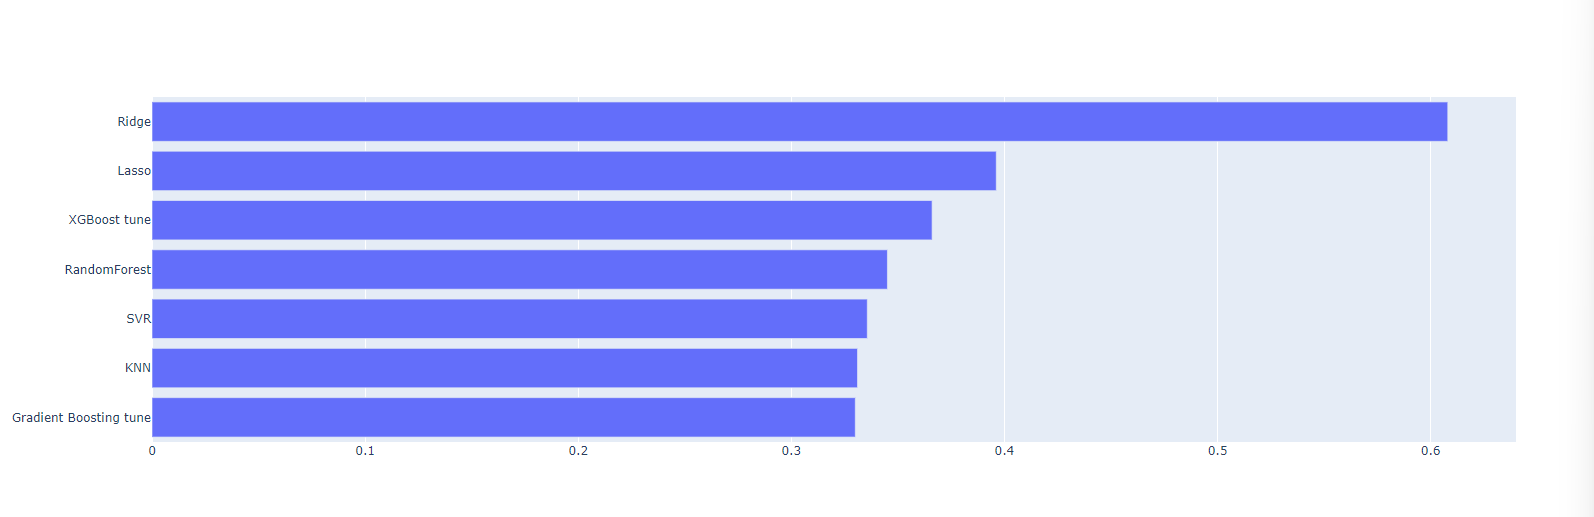 Ridge
Lasso
XGBoost tune
RandomForest
SVR
KNN
Gradient Boosting tune
0 0.1 0.2 0.3 0.4 0.5 0.6